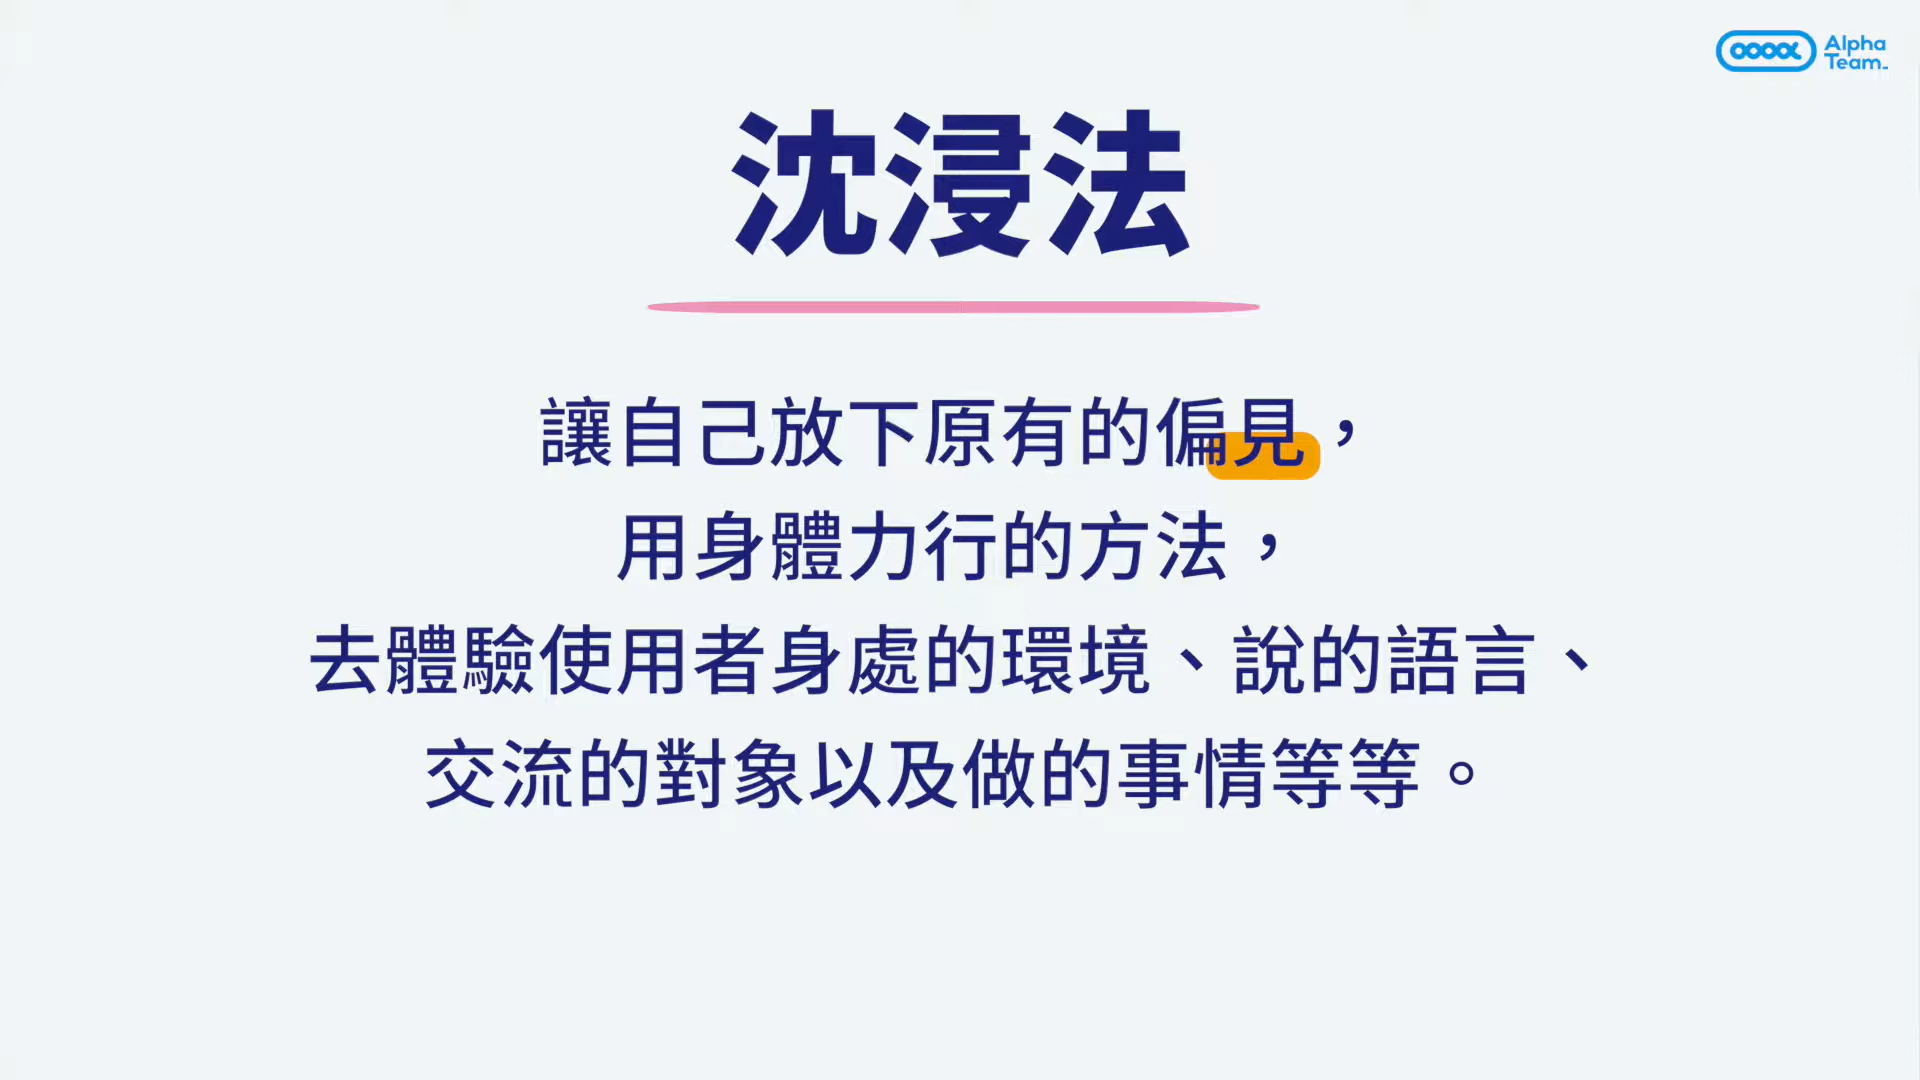 Alpha
Team_
沈浸法
讓自己放下原有的偏見，
用身體力行的方法，
去體驗使用者身處的環境、說的語言、
交流的對象以及做的事情等等。